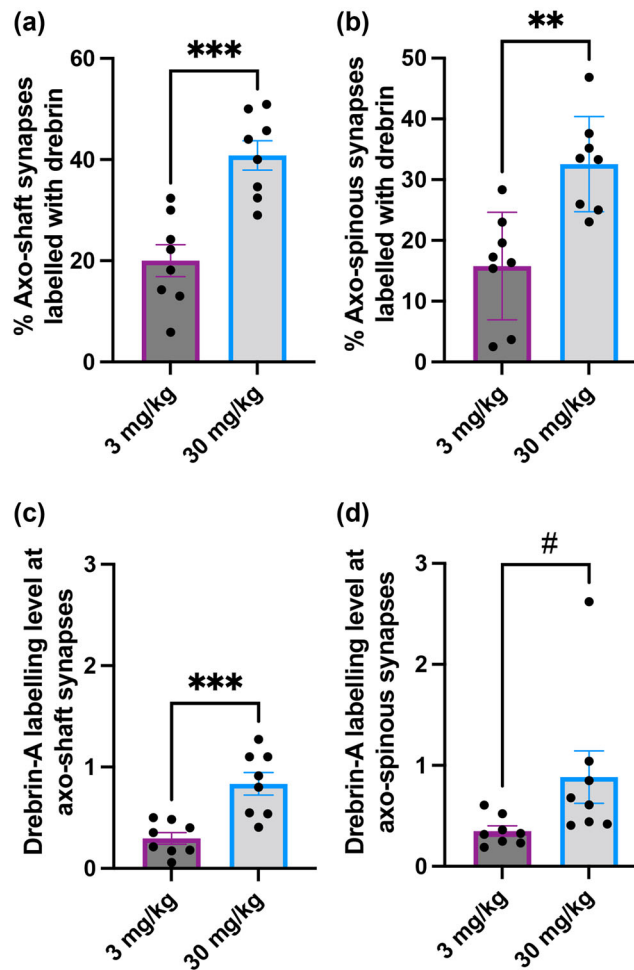 (a)
% Axo-shaft synapses
labelled with drebrin
60
40
20
0
***
3 mg/kg
30 mg/kg
(b)
% Axo-spinous synapses
labelled with drebrin
50
40
30
20
10
0
**
3 mg/kg
30 mg/kg
(c)
Drebrin-A labelling level at
axo-shaft synapses
3
2
1
0
***
3 mg/kg
30 mg/kg
(d)
Drebrin-A labelling level at
axo-spinous synapses
3
2
1
0
#
3 mg/kg
30 mg/kg